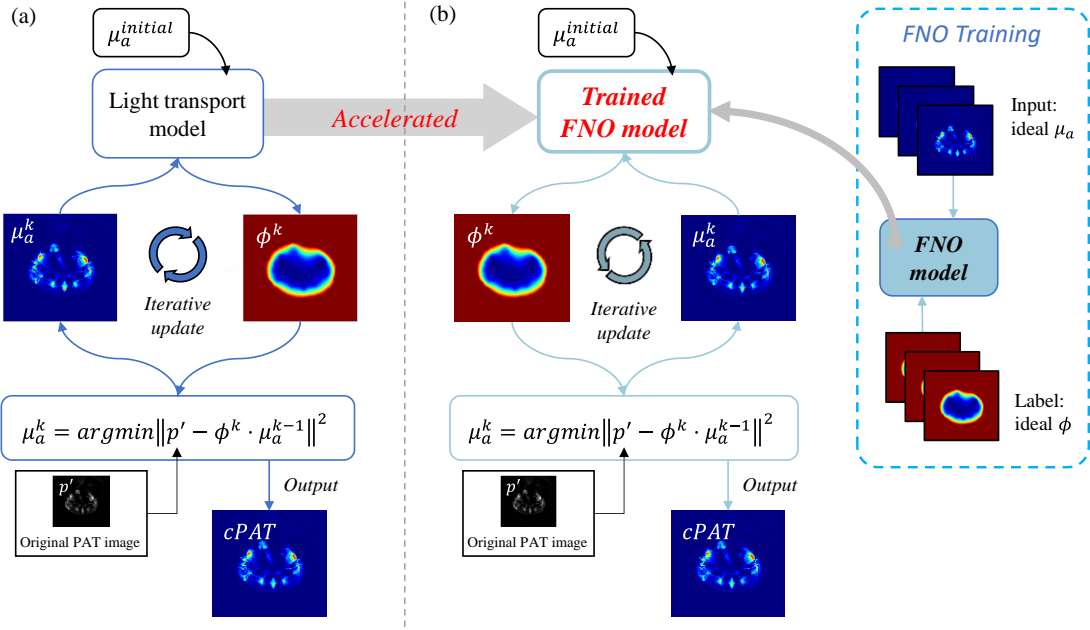 (a)
μ_a^{initial}
Light transport
model
Accelerated
μ_a^k
ϕ^k
Iterative
update
μ_a^k = argmin‖p′ − ϕ^k · μ_a^{k−1}‖^2
p′
Original PAT image
Output
cPAT
(b)
μ_a^{initial}
Trained
FNO model
ϕ^k
μ_a^k
Iterative
update
μ_a^k = argmin‖p′ − ϕ^k · μ_a^{k−1}‖^2
p′
Original PAT image
Output
cPAT
FNO Training
Input:
ideal μ_a
FNO
model
Label:
ideal ϕ